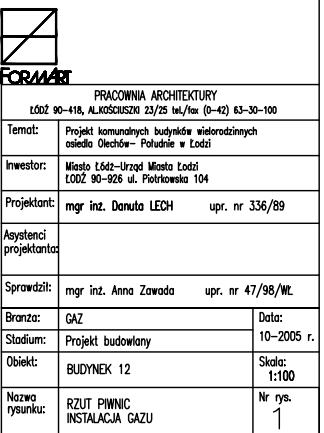 FORMART
PRACOWNIA ARCHITEKTURY
ŁÓDŹ 90-418, AL.KOŚCIUSZKI 23/25 tel./fax (0-42) 63-30-100
Temat: Projekt komunalnych budynków wielorodzinnych
osiedla Olechów- Południe w Łodzi
Inwestor: Miasto Łódź-Urząd Miasta Łodzi
ŁÓDŹ 90-926 ul. Piotrkowska 104
Projektant: mgr inż. Danuta LECH upr. nr 336/89
Asystenci
projektanta:
Sprawdził: mgr inż. Anna Zawada upr. nr 47/98/WŁ
Branża: GAZ
Data:
Stadium: Projekt budowlany
10-2005 r.
Obiekt: BUDYNEK 12
Skala:
1:100
Nazwa
rysunku: RZUT PIWNIC
INSTALACJA GAZU
Nr rys.
1